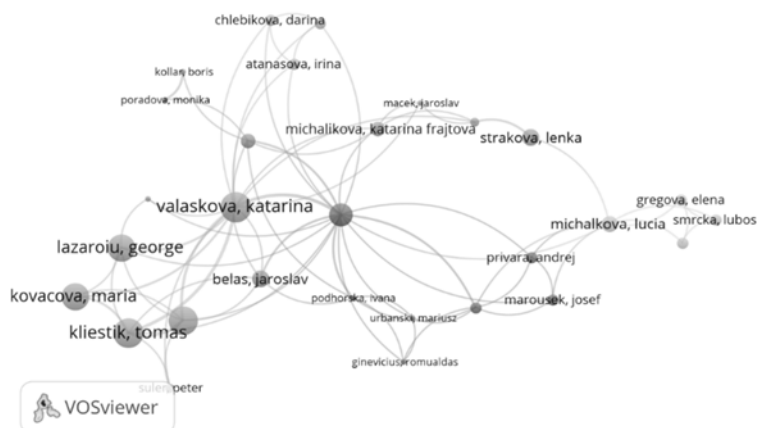 chlebikova, darina
atanasova, irina
kollar, boris
poradova, monika
macek, jaroslav
michalikova, katarina frajtova
strakova, lenka
valaskova, katarina
gregova, elena
smrcka, lubos
michalkova, lucia
lazaroiu, george
privara, andrej
belas, jaroslav
kovacova, maria
podhorska, ivana
marousek, josef
urbanski, mariusz
kliestik, tomas
ginevicius, romualdas
suler, peter
VOSviewer